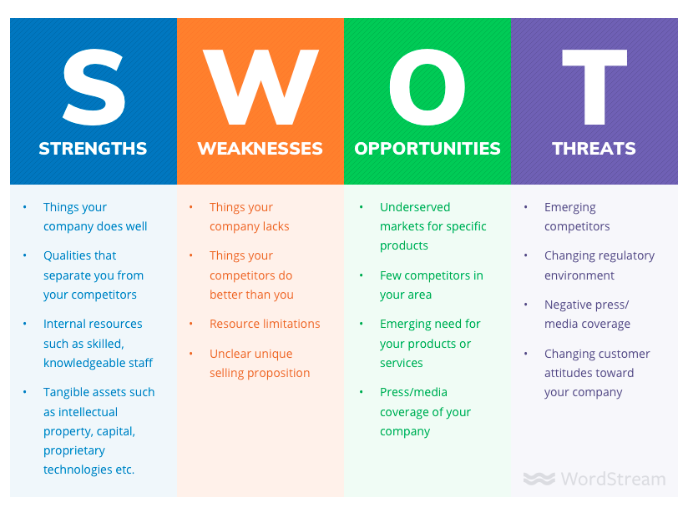 S
STRENGTHS
• Things your
company does well
• Qualities that
separate you from
your competitors
• Internal resources
such as skilled,
knowledgeable staff
• Tangible assets such
as intellectual
property, capital,
proprietary
technologies etc.
W
WEAKNESSES
• Things your
company lacks
• Things your
competitors do
better than you
• Resource limitations
• Unclear unique
selling proposition
O
OPPORTUNITIES
• Underserved
markets for specific
products
• Few competitors in
your area
• Emerging need for
your products or
services
• Press/media
coverage of your
company
T
THREATS
• Emerging
competitors
• Changing regulatory
environment
• Negative press/
media coverage
• Changing customer
attitudes toward
your company
WordStream